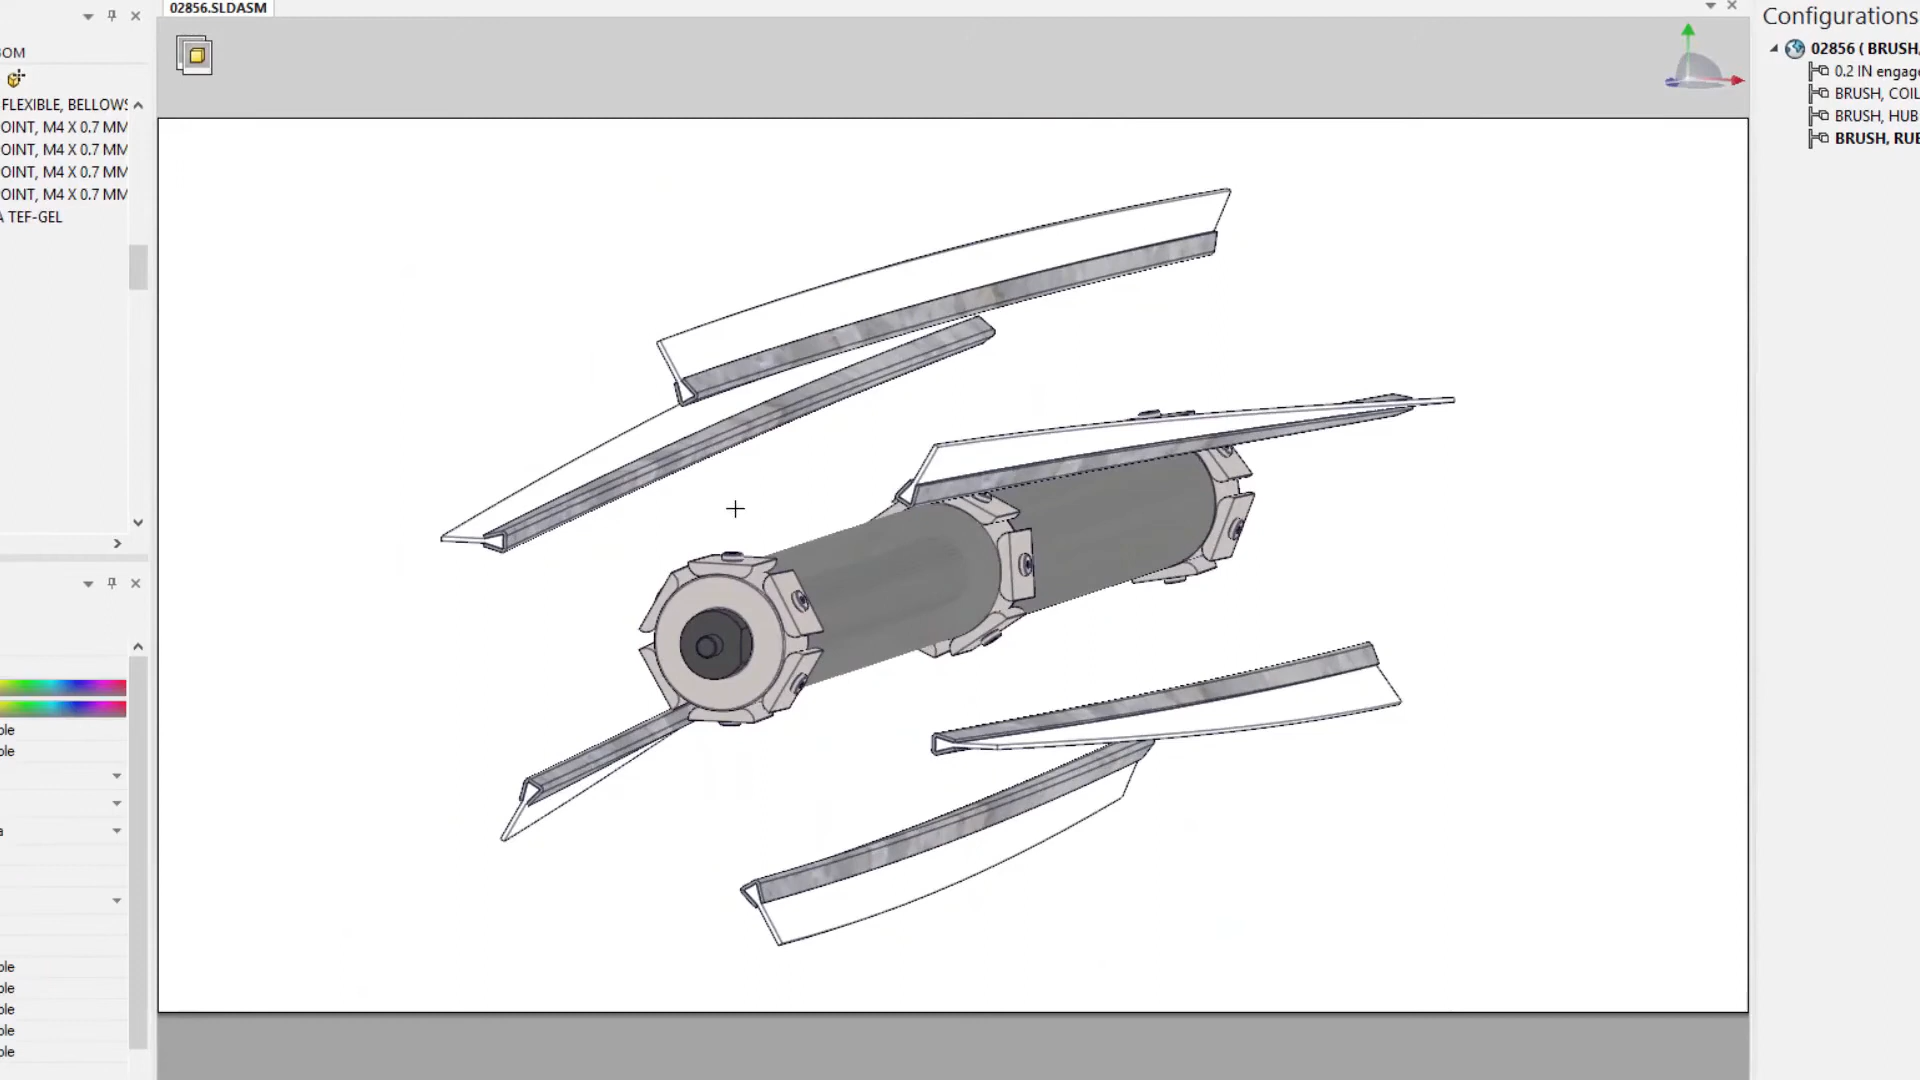 02856.SLDASM
OM
FLEXIBLE, BELLOWS
OINT, M4 X 0.7 MM
OINT, M4 X 0.7 MM
OINT, M4 X 0.7 MM
OINT, M4 X 0.7 MM
A TEF-GEL
ble
ble
a
ble
ble
ble
ble
ble
Configurations
02856 ( BRUSH,
0.2 IN engage
BRUSH, COIL
BRUSH, HUB
BRUSH, RUB